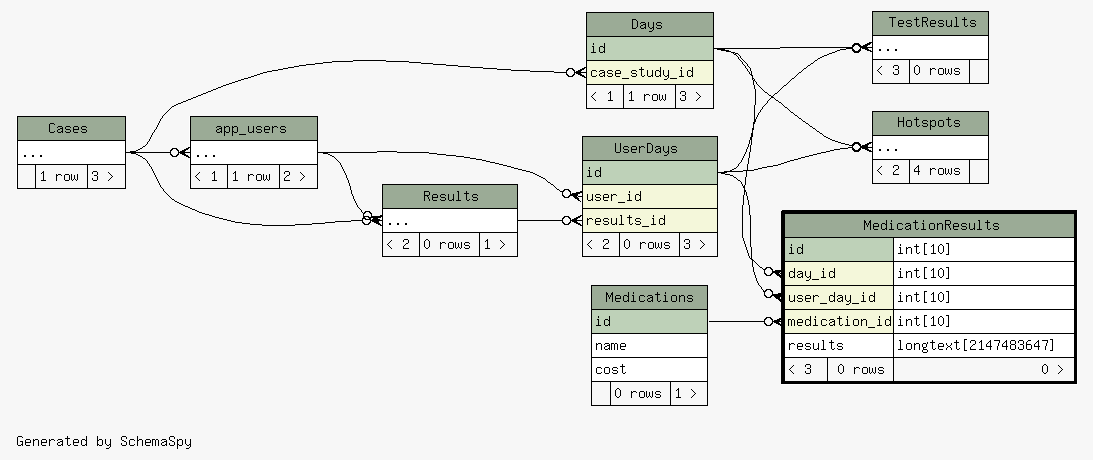 Days
id
case_study_id
< 1 1 row 3 >
TestResults
...
< 3 0 rows
Cases
...
1 row 3 >
app_users
...
< 1 1 row 2 >
Hotspots
...
< 2 4 rows
UserDays
id
user_id
results_id
< 2 0 rows 3 >
Results
...
< 2 0 rows 1 >
MedicationResults
id int[10]
day_id int[10]
user_day_id int[10]
medication_id int[10]
results longtext[2147483647]
< 3 0 rows 0 >
Medications
id
name
cost
0 rows 1 >
Generated by SchemaSpy